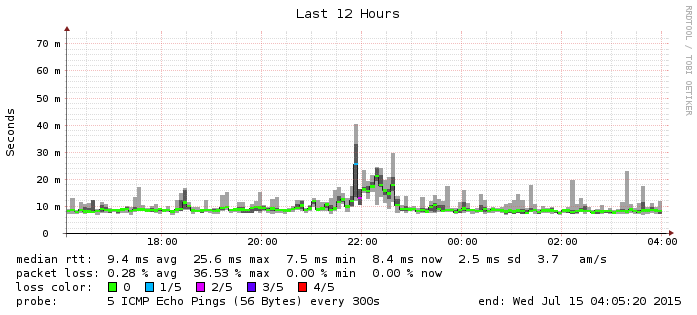 Last 12 Hours
RRDTOOL / TOBI OETIKER
Seconds
70 m
60 m
50 m
40 m
30 m
20 m
10 m
0
18:00 20:00 22:00 00:00 02:00 04:00
median rtt: 9.4 ms avg 25.6 ms max 7.5 ms min 8.4 ms now 2.5 ms sd 3.7 am/s
packet loss: 0.28 % avg 36.53 % max 0.00 % min 0.00 % now
loss color: 0 1/5 2/5 3/5 4/5
probe: 5 ICMP Echo Pings (56 Bytes) every 300s end: Wed Jul 15 04:05:20 2015